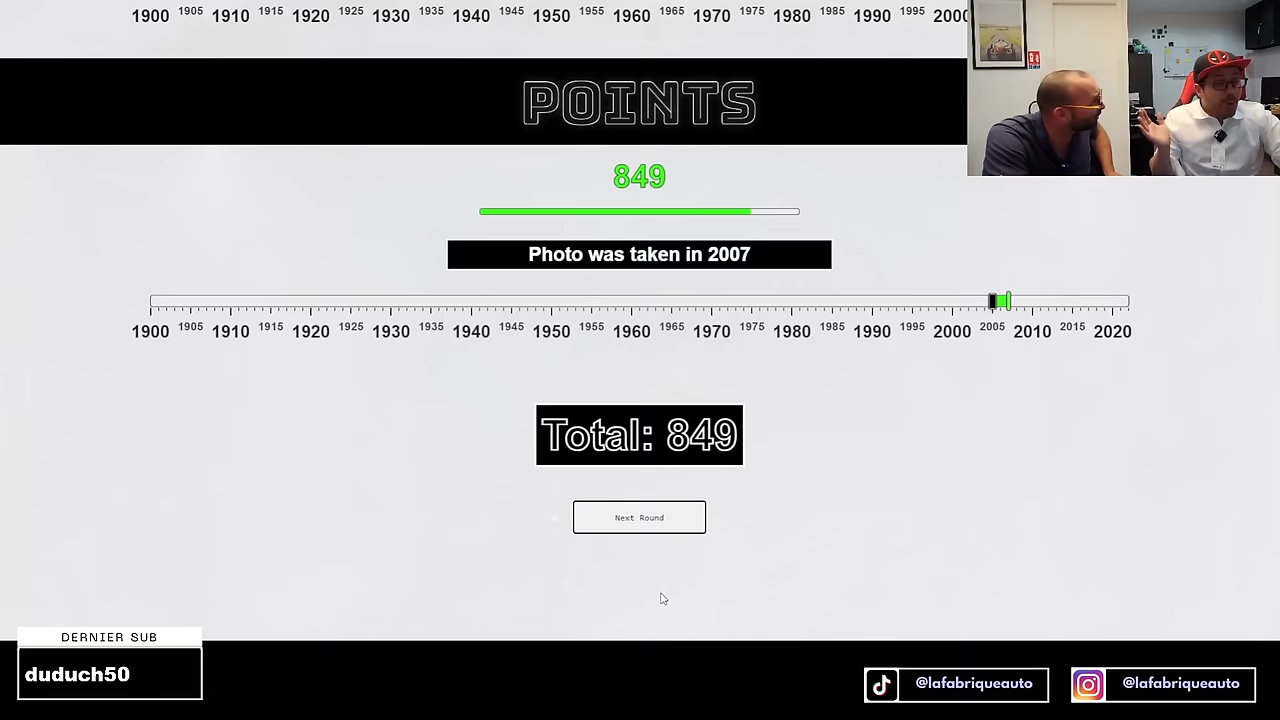 1900 1905 1910 1915 1920 1925 1930 1935 1940 1945 1950 1955 1960 1965 1970 1975 1980 1985 1990 1995 2000
POINTS
849
Photo was taken in 2007
1900 1905 1910 1915 1920 1925 1930 1935 1940 1945 1950 1955 1960 1965 1970 1975 1980 1985 1990 1995 2000 2005 2010 2015 2020
Total: 849
Next Round
DERNIER SUB
duduch50
@lafabriqueauto
@lafabriqueauto